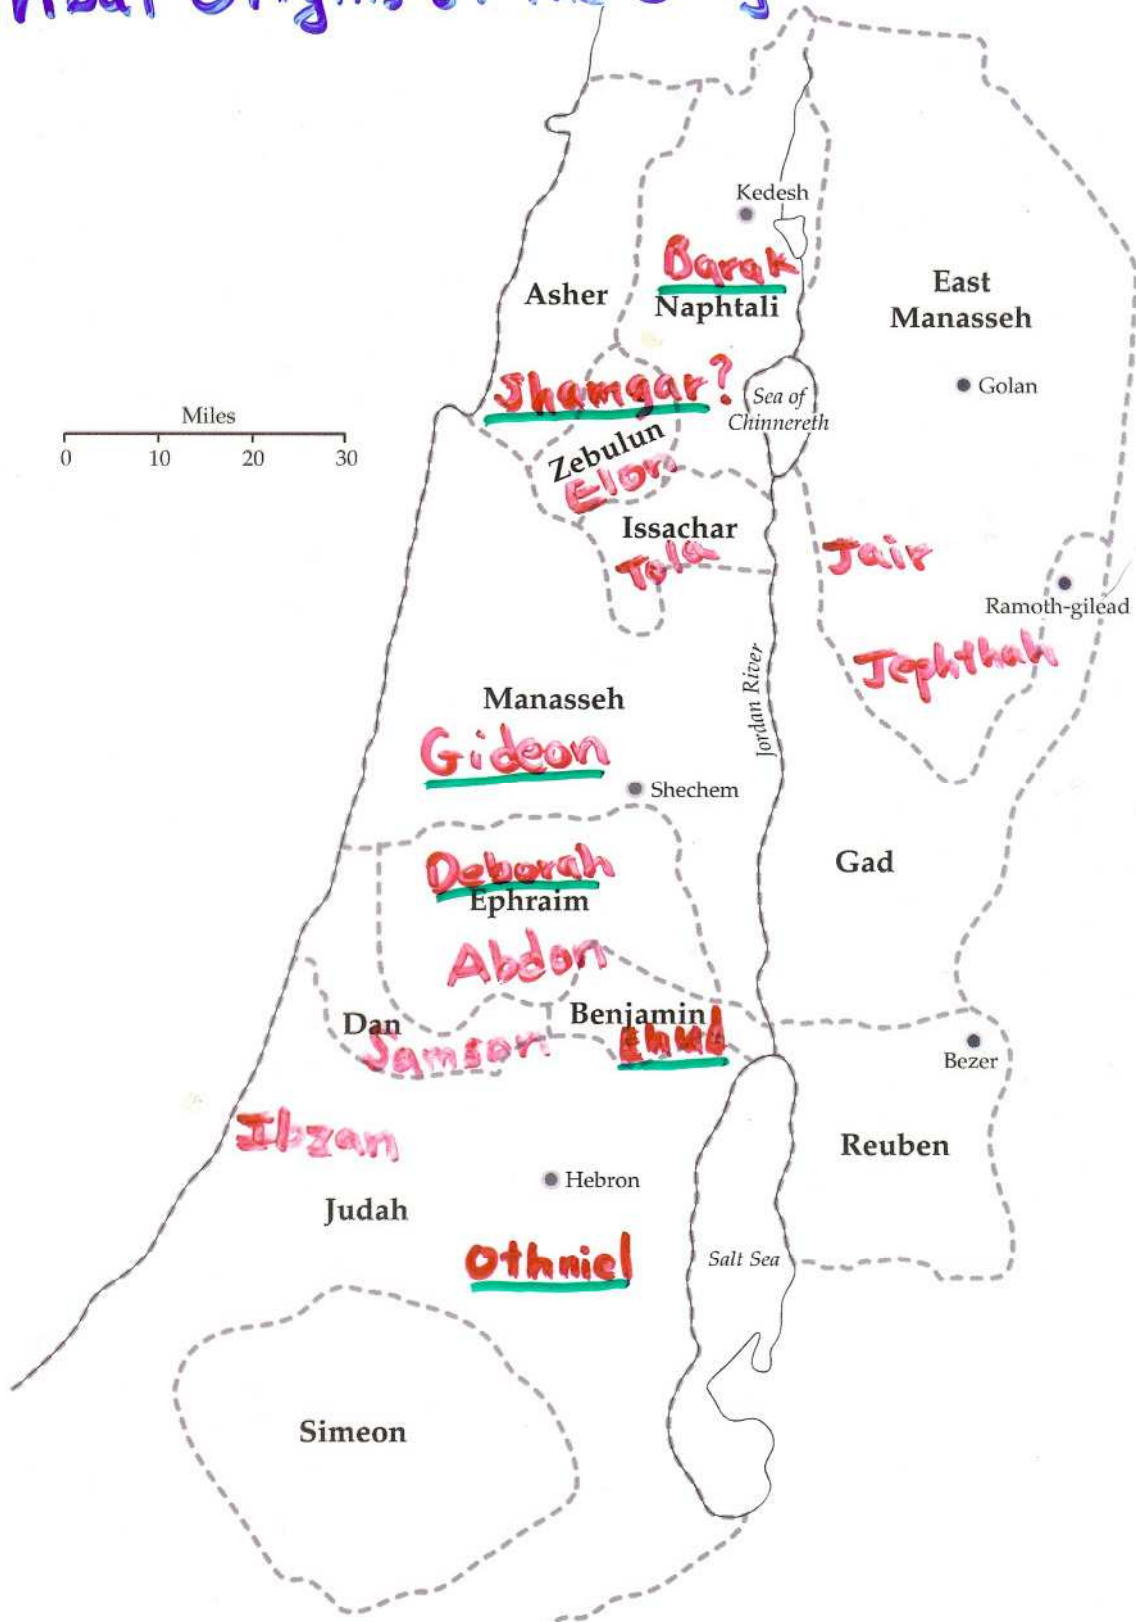 Kedesh
Barak
Asher
Naphtali
East
Manasseh
Shamgar?
Sea of
Chinnereth
Golan
Miles
0 10 20 30
Zebulun
Elon
Issachar
Tola
Jair
Ramoth-gilead
Jephthah
Jordan River
Manasseh
Gideon
Shechem
Deborah
Ephraim
Gad
Abdon
Dan
Benjamin
Samson
Ehud
Bezer
Ibzan
Reuben
Hebron
Judah
Othniel
Salt Sea
Simeon